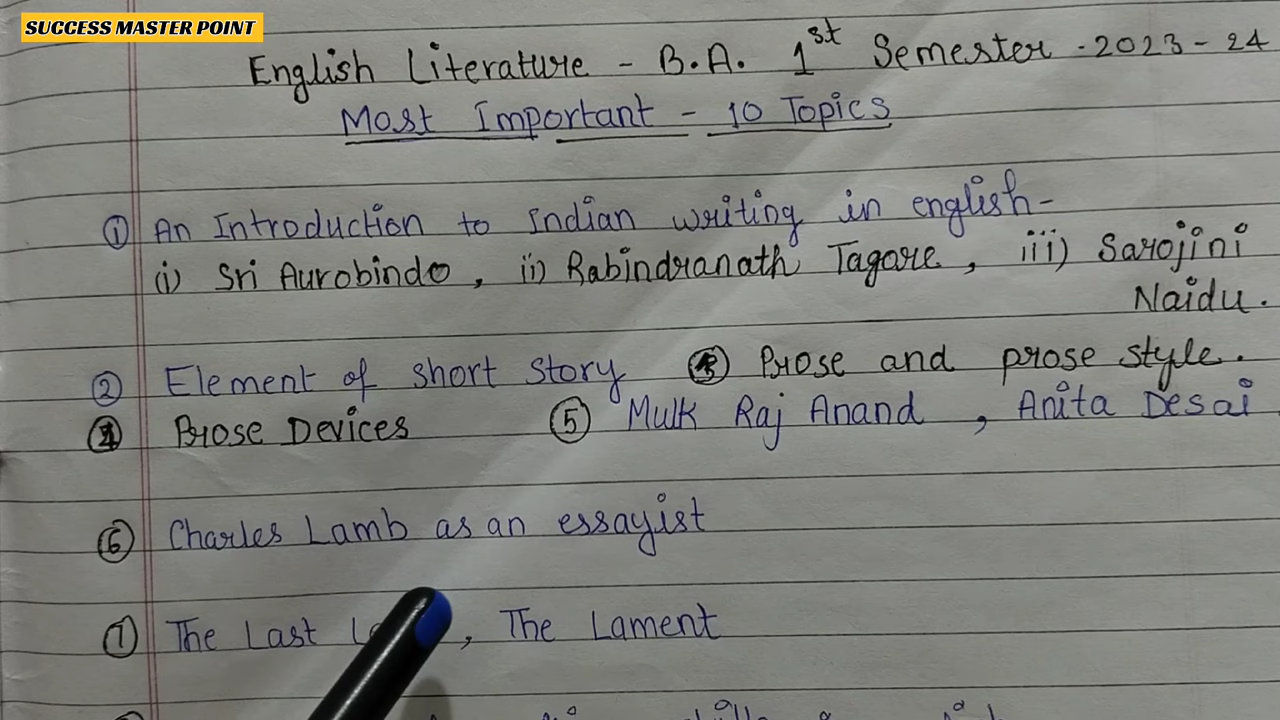 SUCCESS MASTER POINT
English Literature - B.A. 1st Semester - 2023-24
Most Important - 10 Topics
① An Introduction to Indian writing in english-
(i) Sri Aurobindo, ii) Rabindranath Tagore, iii) Sarojini
Naidu.
② Element of short story ③ Prose and prose style.
④ Prose Devices ⑤ Mulk Raj Anand, Anita Desai
⑥ Charles Lamb as an essayist
⑦ The Last , The Lament